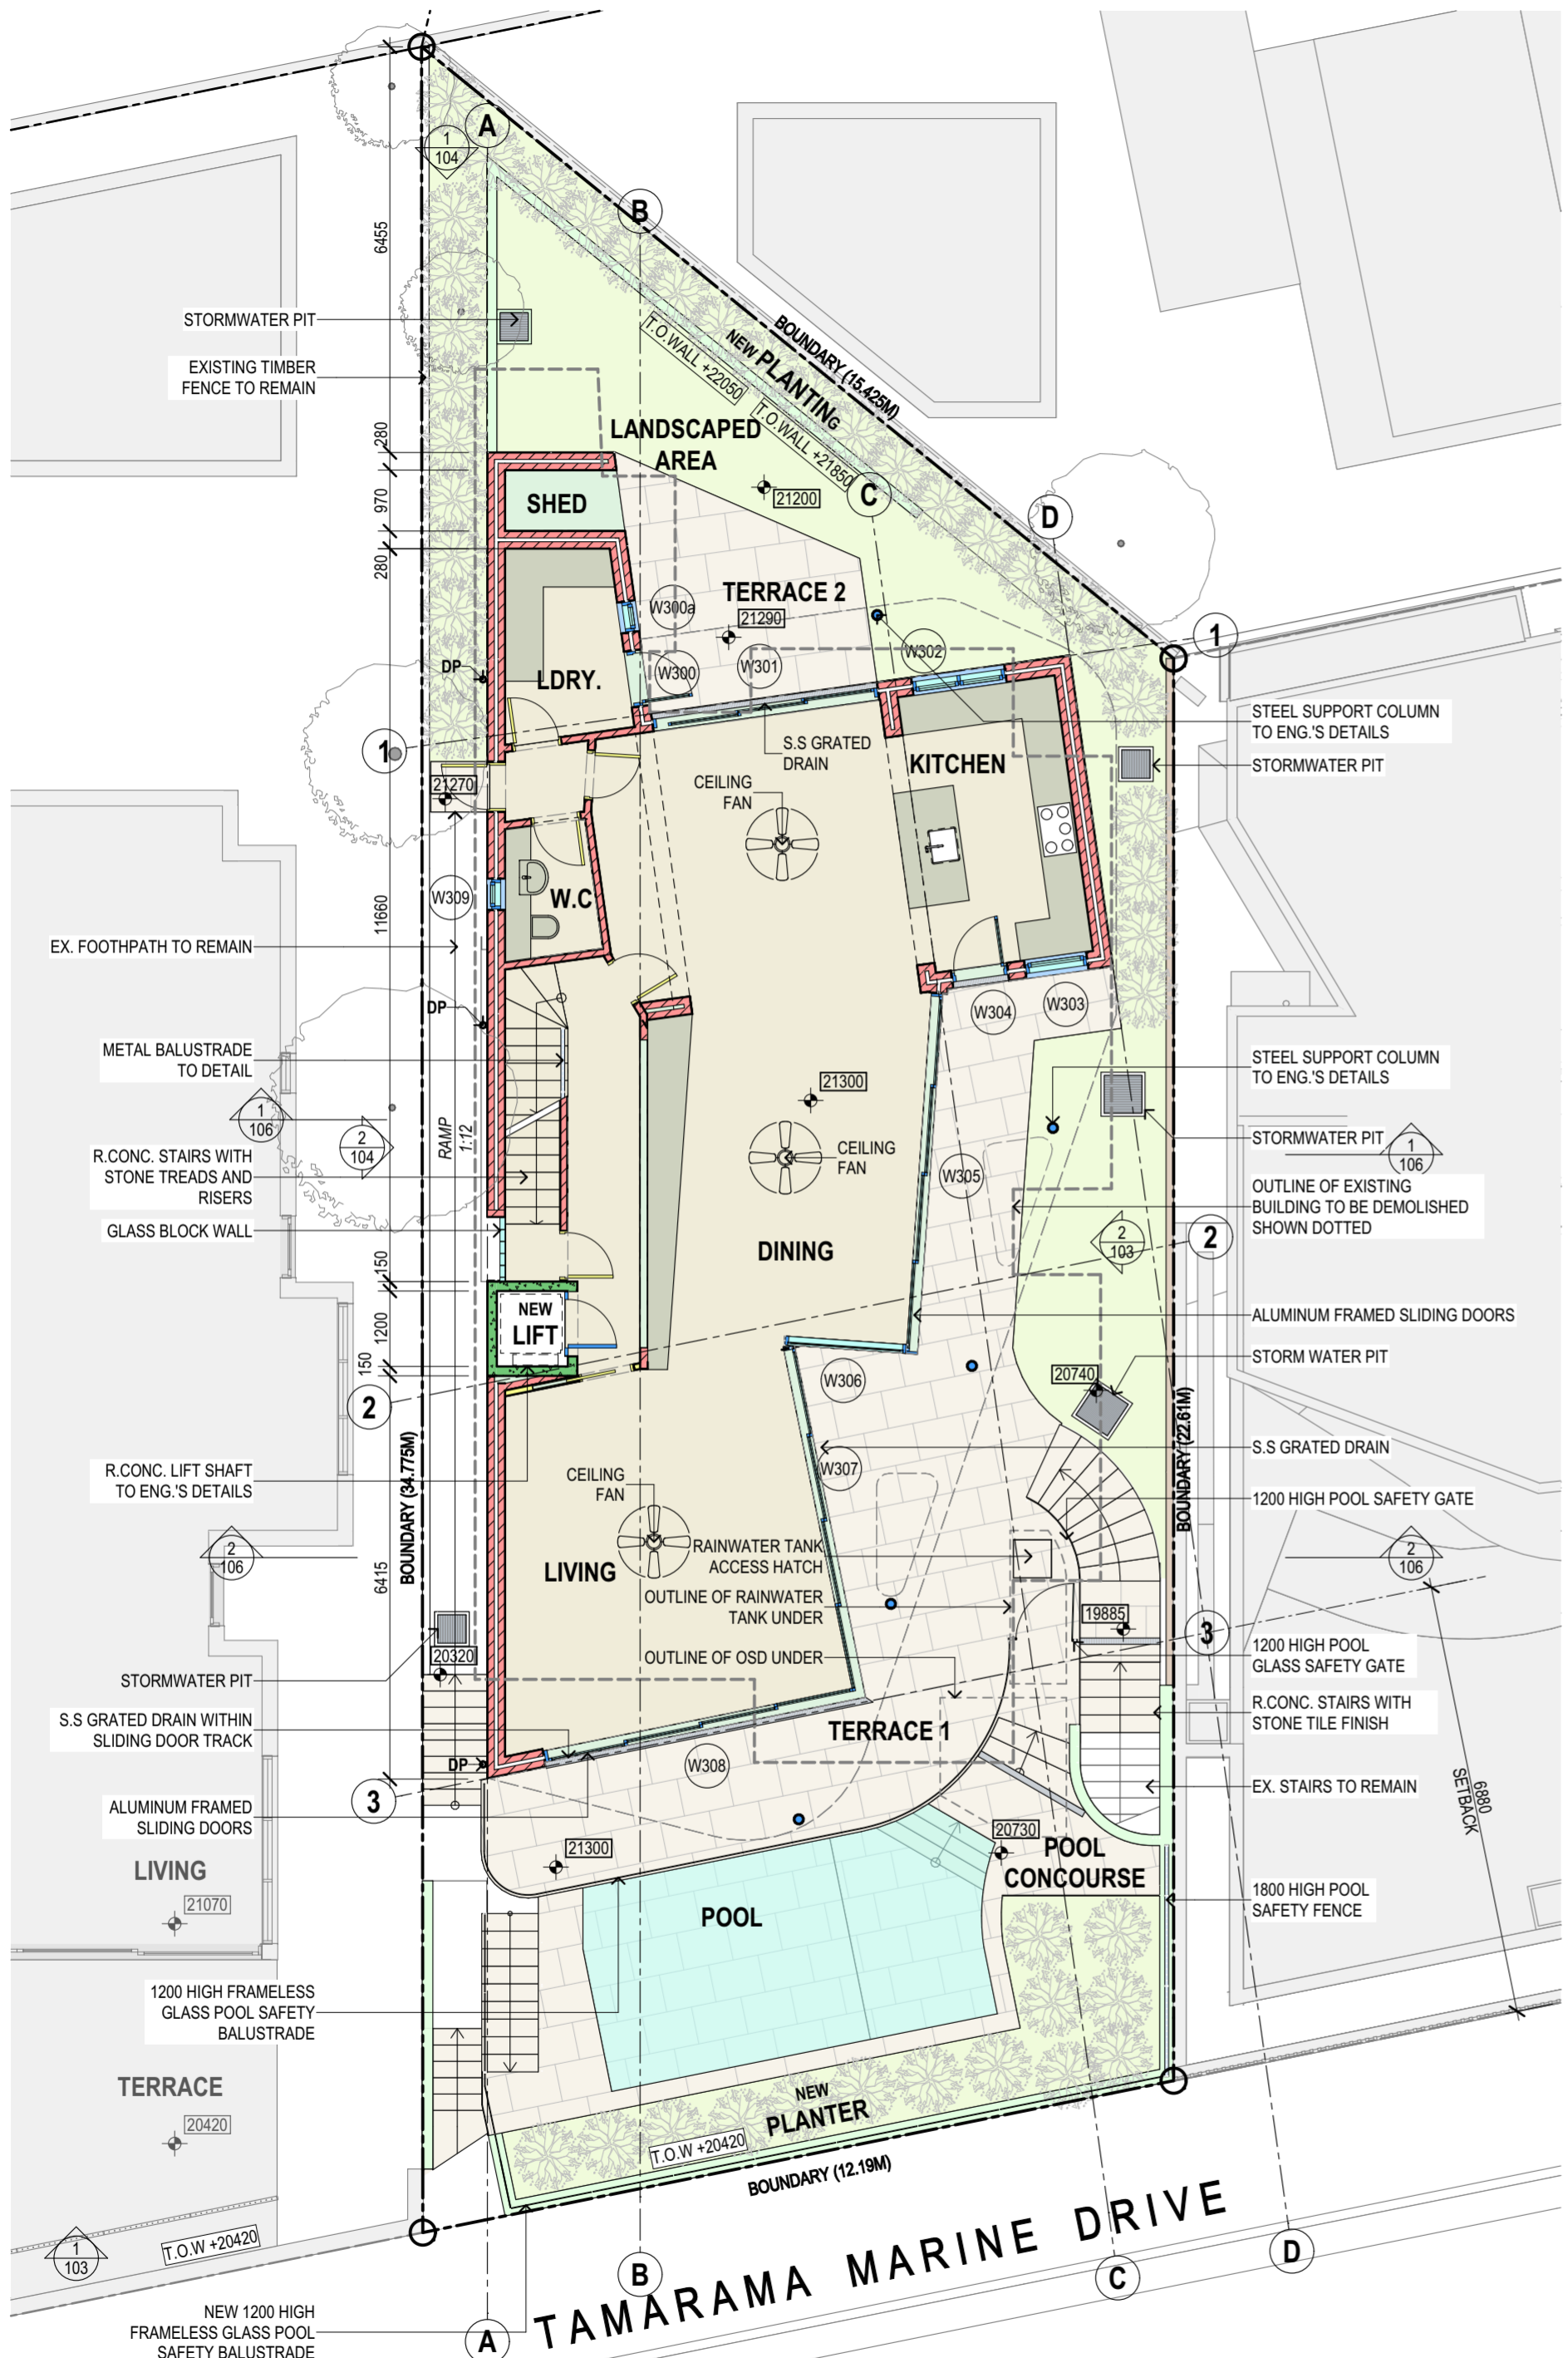 A
1
104
B
6455
STORMWATER PIT
EXISTING TIMBER
FENCE TO REMAIN
BOUNDARY (15.425M)
NEW PLANTING
T.O.WALL +22050
T.O.WALL +21850
LANDSCAPED
AREA
21200
280
970
280
SHED
C
D
TERRACE 2
21290
W300a
W300
W301
W302
1
DP
LDRY.
1
21270
S.S GRATED
DRAIN
KITCHEN
CEILING
FAN
STEEL SUPPORT COLUMN
TO ENG.'S DETAILS
STORMWATER PIT
W309
W.C
11660
EX. FOOTHPATH TO REMAIN
DP
W304
W303
METAL BALUSTRADE
TO DETAIL
1
106
2
104
RAMP
1:12
21300
R.CONC. STAIRS WITH
STONE TREADS AND
RISERS
GLASS BLOCK WALL
CEILING
FAN
W305
STEEL SUPPORT COLUMN
TO ENG.'S DETAILS
STORMWATER PIT
1
106
OUTLINE OF EXISTING
BUILDING TO BE DEMOLISHED
SHOWN DOTTED
2
103
2
DINING
150
1200
150
NEW
LIFT
ALUMINUM FRAMED SLIDING DOORS
STORM WATER PIT
20740
W306
2
W307
S.S GRATED DRAIN
BOUNDARY (34.775M)
BOUNDARY (22.61M)
R.CONC. LIFT SHAFT
TO ENG.'S DETAILS
CEILING
FAN
1200 HIGH POOL SAFETY GATE
2
106
2
106
6415
LIVING
RAINWATER TANK
ACCESS HATCH
OUTLINE OF RAINWATER
TANK UNDER
OUTLINE OF OSD UNDER
19885
3
20320
STORMWATER PIT
1200 HIGH POOL
GLASS SAFETY GATE
S.S GRATED DRAIN WITHIN
SLIDING DOOR TRACK
R.CONC. STAIRS WITH
STONE TILE FINISH
TERRACE 1
DP
W308
EX. STAIRS TO REMAIN
6880
SETBACK
3
ALUMINUM FRAMED
SLIDING DOORS
21300
20730
POOL
CONCOURSE
LIVING
21070
1800 HIGH POOL
SAFETY FENCE
POOL
1200 HIGH FRAMELESS
GLASS POOL SAFETY
BALUSTRADE
TERRACE
20420
NEW
PLANTER
T.O.W +20420
BOUNDARY (12.19M)
1
103
T.O.W +20420
TAMARAMA MARINE DRIVE
B
C
D
A
NEW 1200 HIGH
FRAMELESS GLASS POOL
SAFETY BALUSTRADE